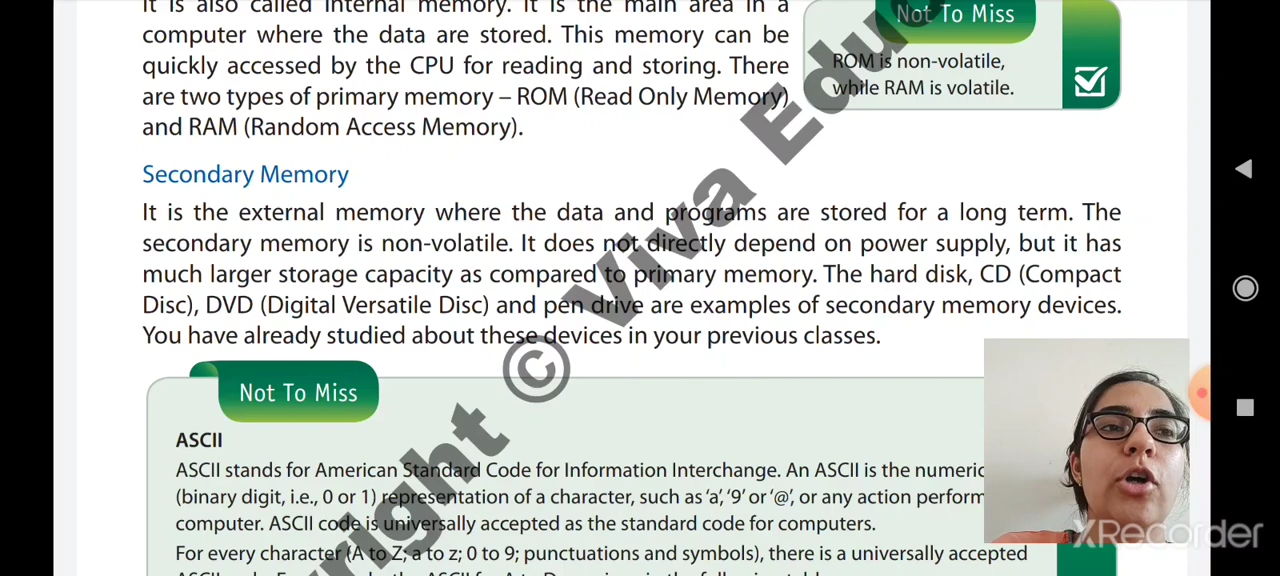 It is also called internal memory. It is the main area in a
computer where the data are stored. This memory can be
quickly accessed by the CPU for reading and storing. There
are two types of primary memory – ROM (Read Only Memory)
and RAM (Random Access Memory).
Not To Miss
ROM is non-volatile,
while RAM is volatile.
Secondary Memory
It is the external memory where the data and programs are stored for a long term. The
secondary memory is non-volatile. It does not directly depend on power supply, but it has
much larger storage capacity as compared to primary memory. The hard disk, CD (Compact
Disc), DVD (Digital Versatile Disc) and pen drive are examples of secondary memory devices.
You have already studied about these devices in your previous classes.
Not To Miss
ASCII
ASCII stands for American Standard Code for Information Interchange. An ASCII is the numeric
(binary digit, i.e., 0 or 1) representation of a character, such as 'a', '9' or '@', or any action perform
computer. ASCII code is universally accepted as the standard code for computers.
For every character (A to Z; a to z; 0 to 9; punctuations and symbols), there is a universally accepted
right © Viva Edu
XRecorder